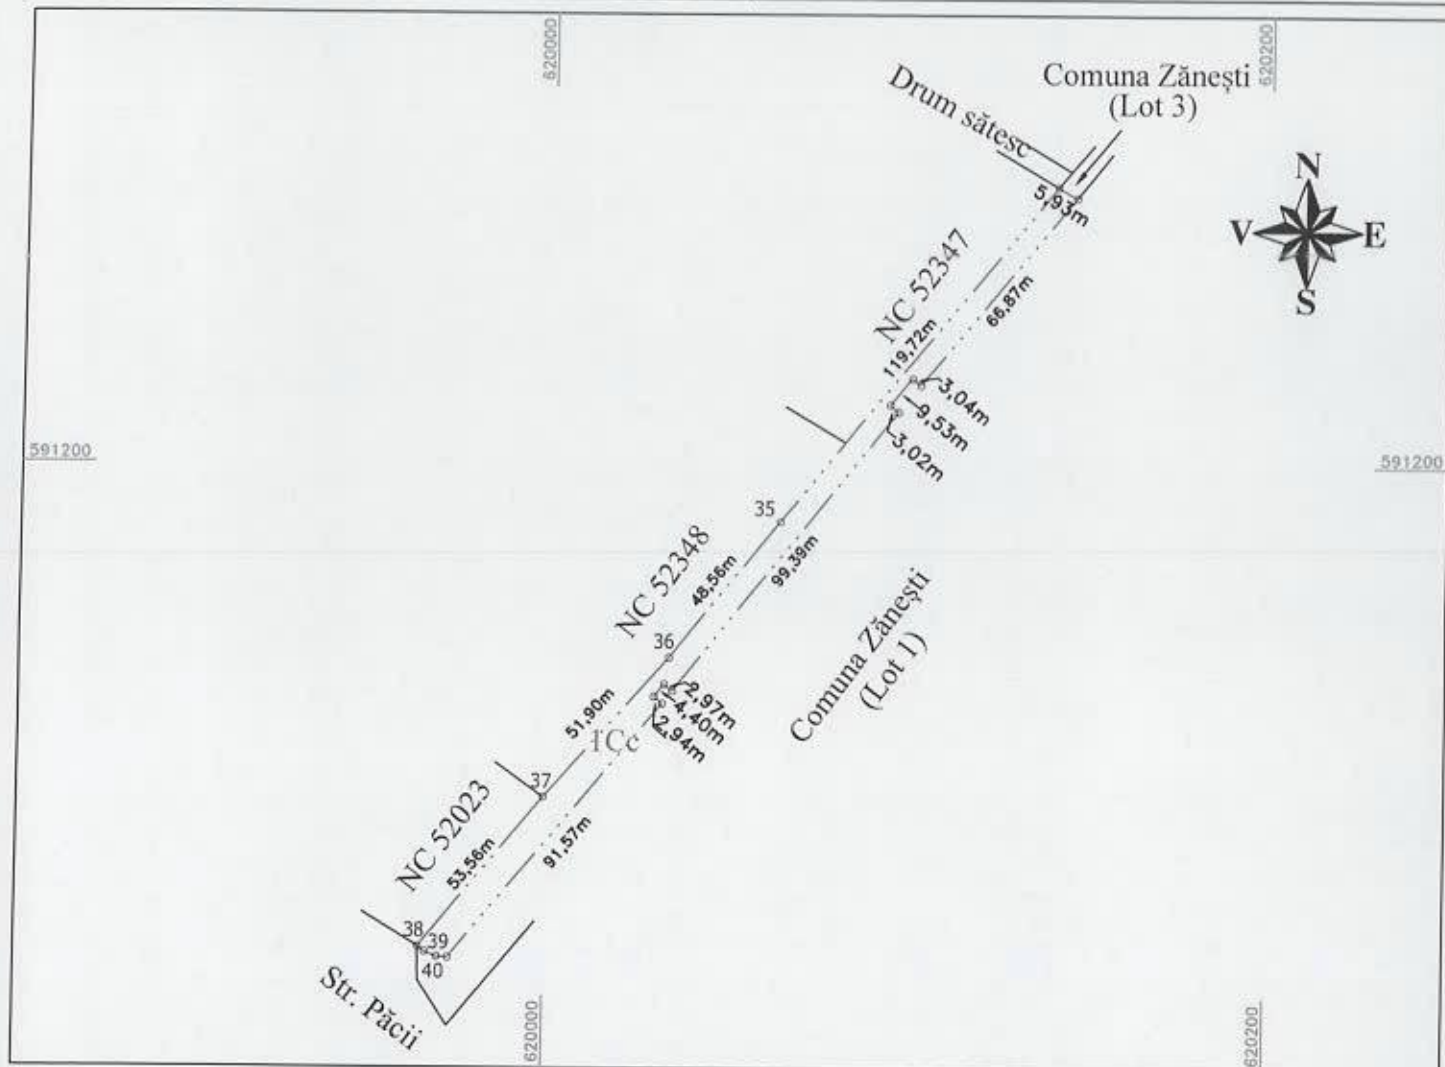 620000
620200
Comuna Zănești
(Lot 3)
Drum sătesc
5,93m
N
V
E
S
NC 52347
66,87m
119,72m
3,04m
9,53m
3,02m
591200
591200
35
NC 52348
48,56m
99,39m
36
Comuna Zănești
(Lot 1)
2,97m
4,40m
2,94m
51,90m
1Cc
37
NC 52023
53,56m
91,57m
38
39
40
Str. Păcii
620000
620200